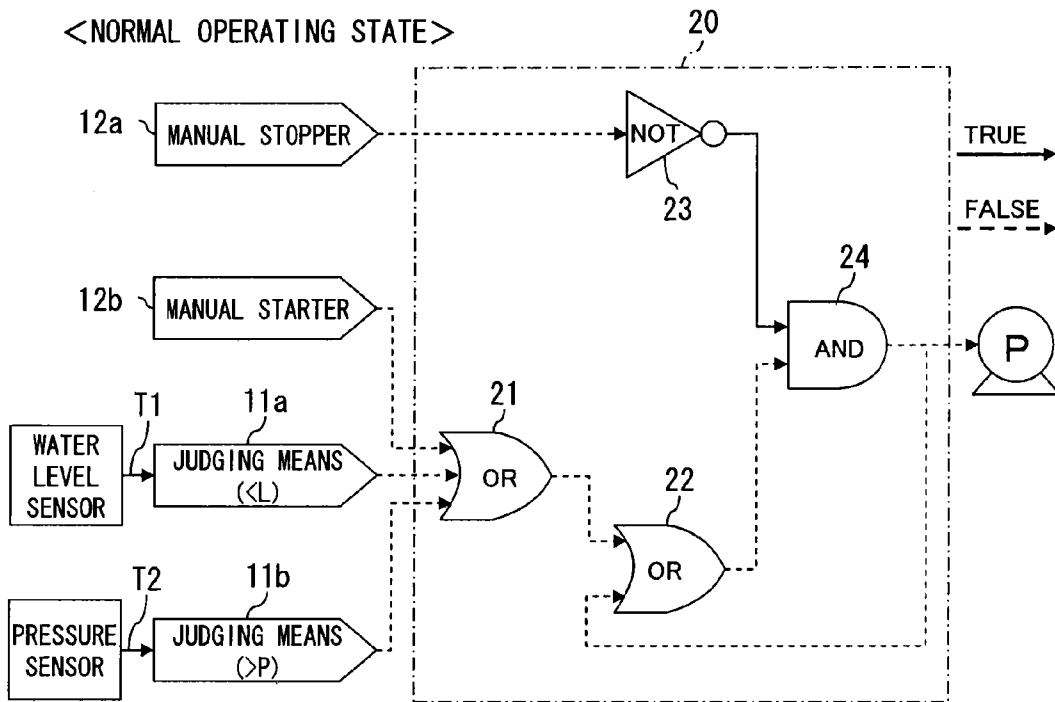 <NORMAL OPERATING STATE>
20
12a
MANUAL STOPPER
NOT
23
TRUE
FALSE
12b
MANUAL STARTER
24
AND
P
T1
11a
21
WATER
LEVEL
SENSOR
JUDGING MEANS
(<L)
OR
22
OR
T2
11b
PRESSURE
SENSOR
JUDGING MEANS
(>P)